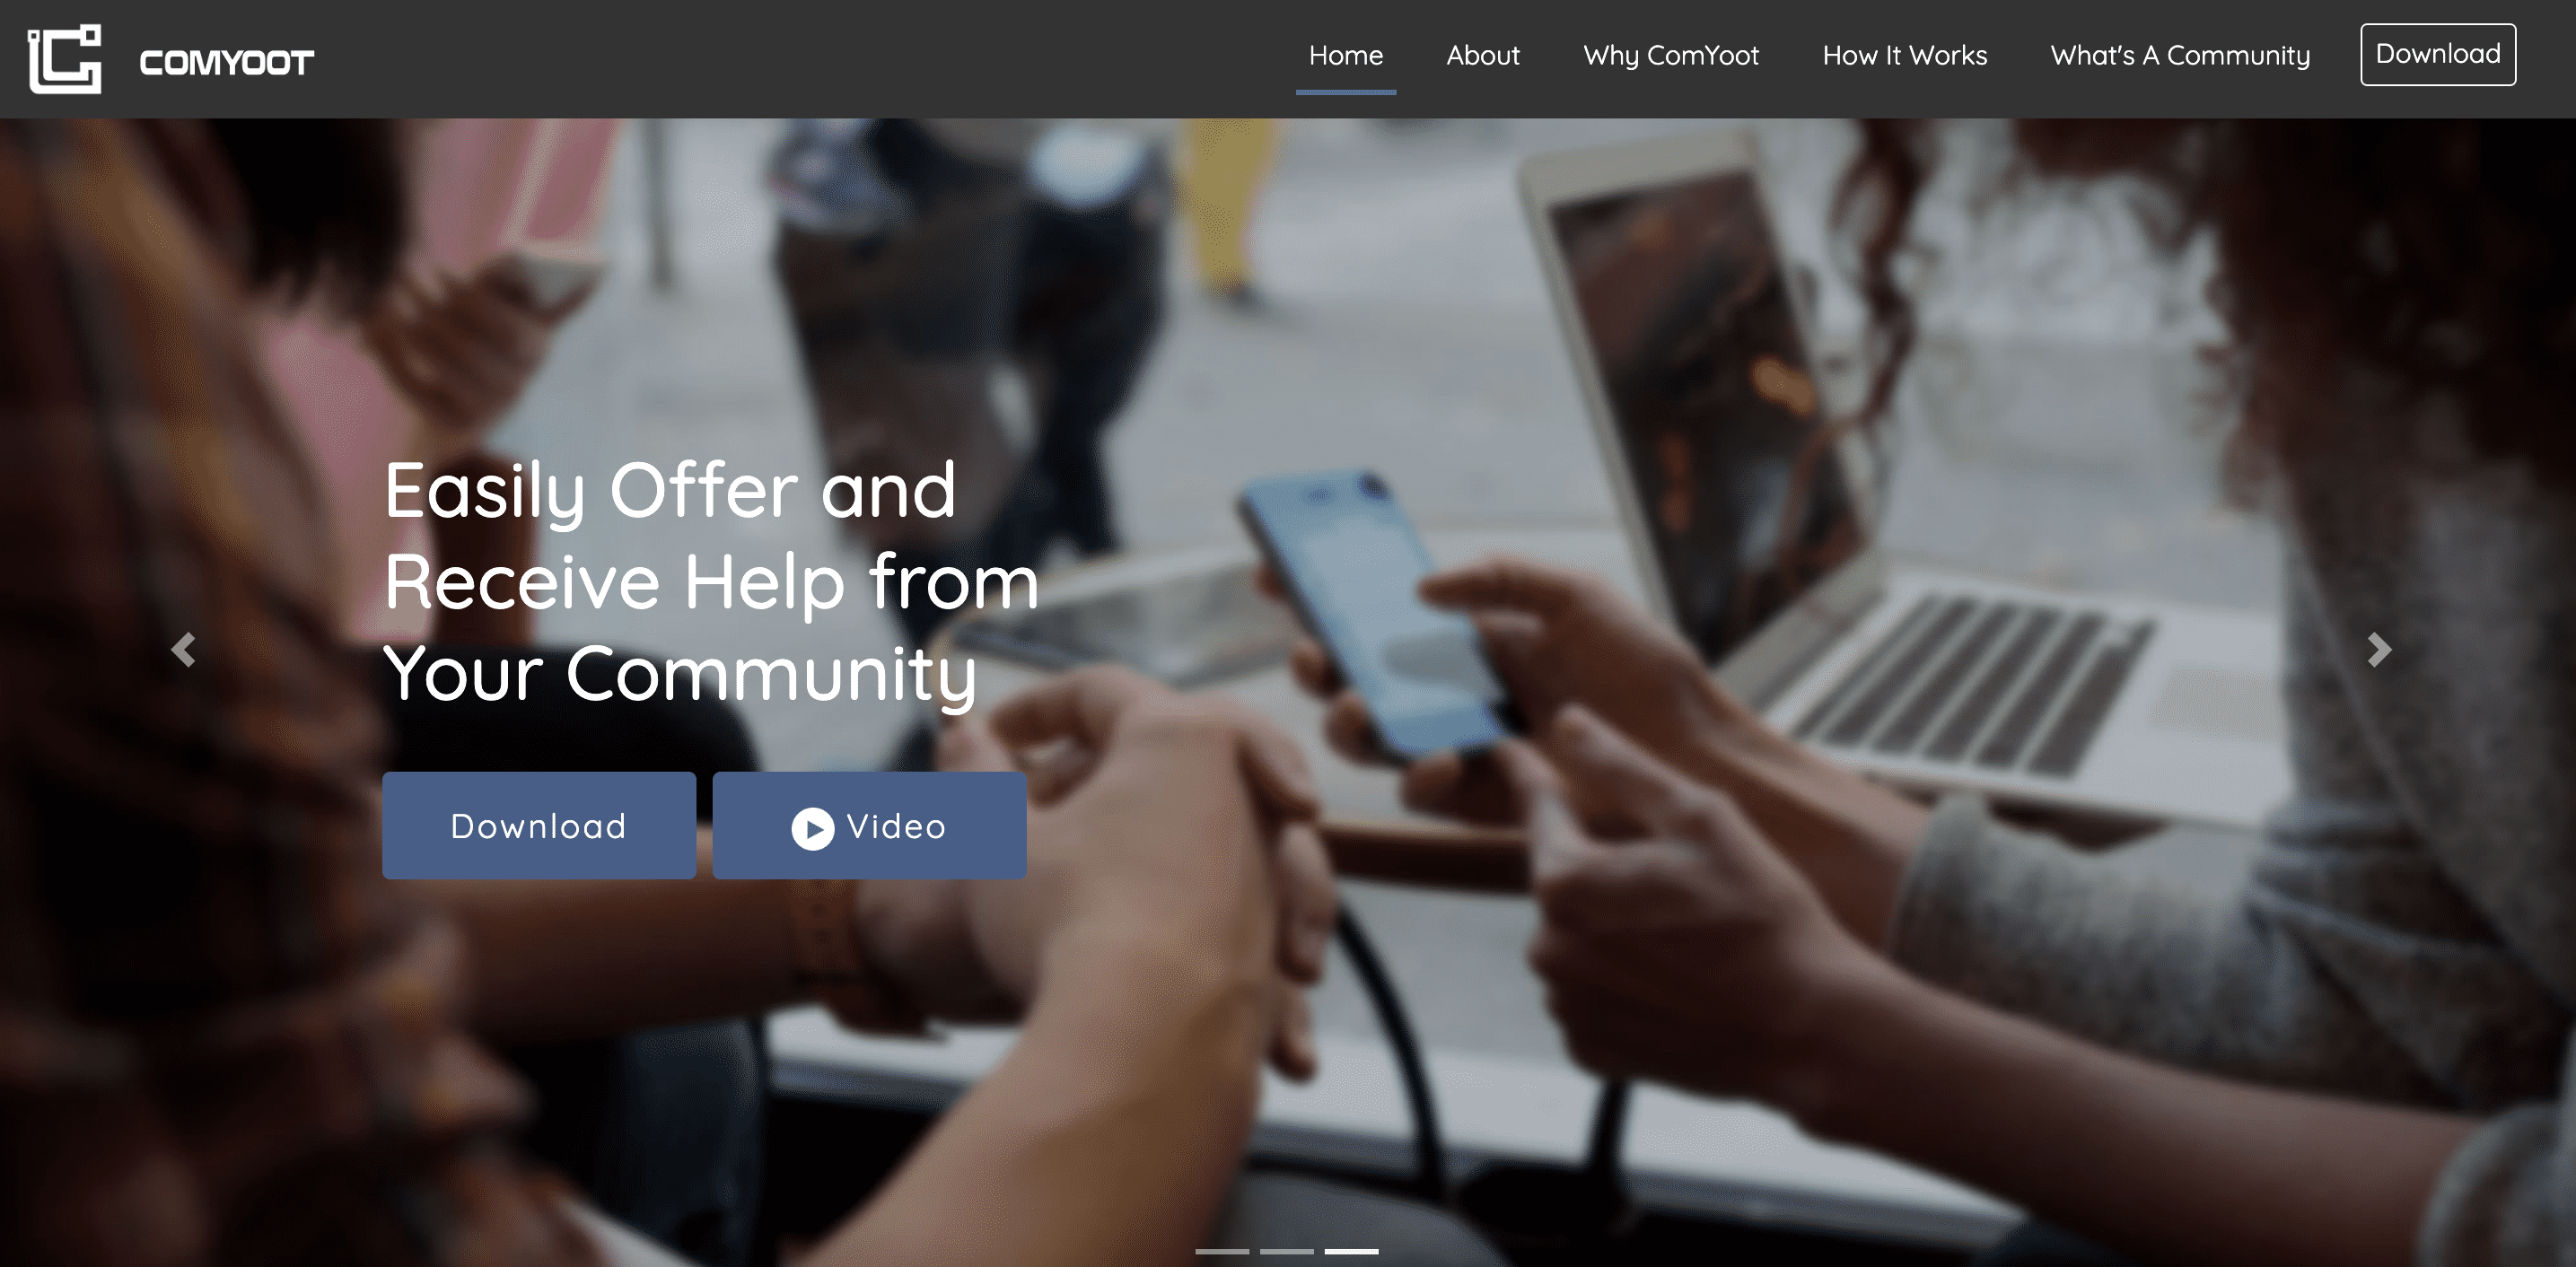 COMYOOT
Home About Why ComYoot How It Works What's A Community Download
Easily Offer and
Receive Help from
Your Community
Download Video